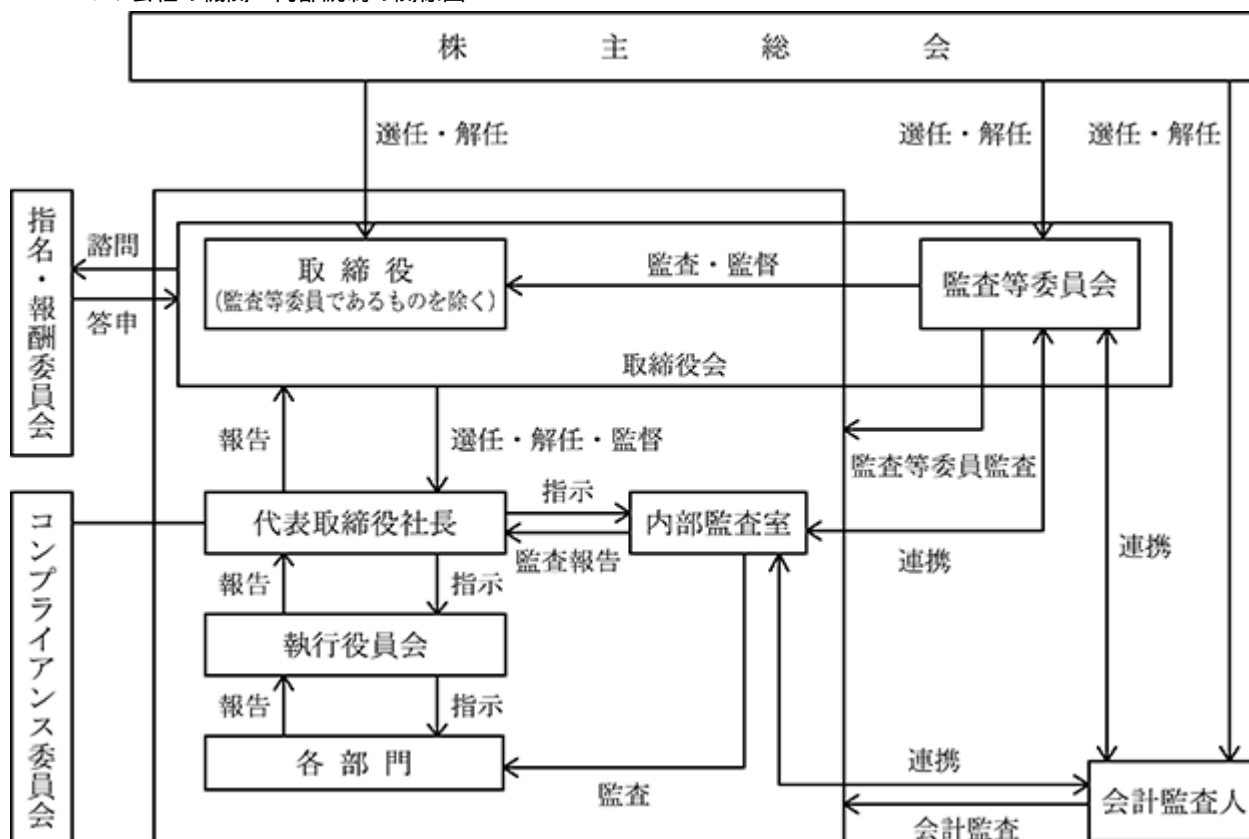 株主総会
選任・解任
選任・解任
選任・解任
指名・報酬委員会
諮問
答申
取締役
(監査等委員であるものを除く)
監査・監督
監査等委員会
取締役会
報告
選任・解任・監督
監査等委員監査
コンプライアンス委員会
代表取締役社長
指示
監査報告
内部監査室
連携
連携
報告
指示
執行役員会
報告
指示
各部門
監査
連携
会計監査
会計監査人